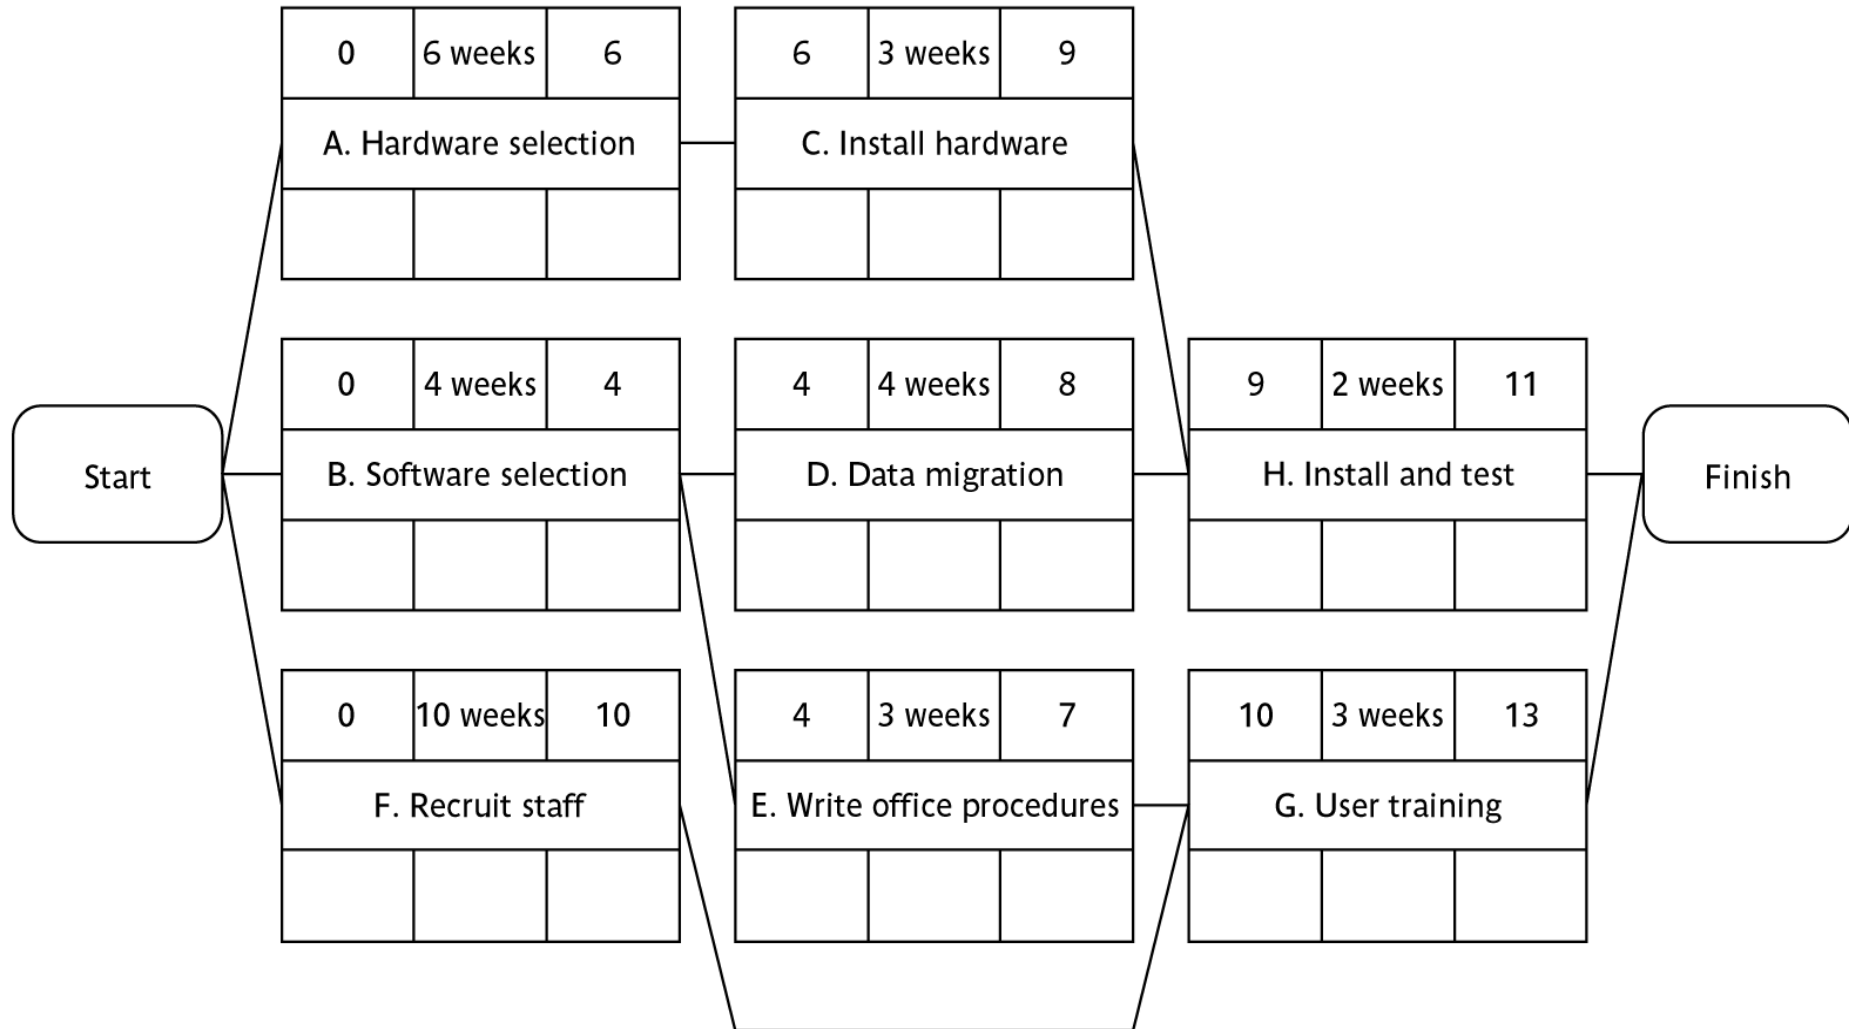 0 6 weeks 6
A. Hardware selection
6 3 weeks 9
C. Install hardware
Start
0 4 weeks 4
B. Software selection
4 4 weeks 8
D. Data migration
9 2 weeks 11
H. Install and test
Finish
0 10 weeks 10
F. Recruit staff
4 3 weeks 7
E. Write office procedures
10 3 weeks 13
G. User training